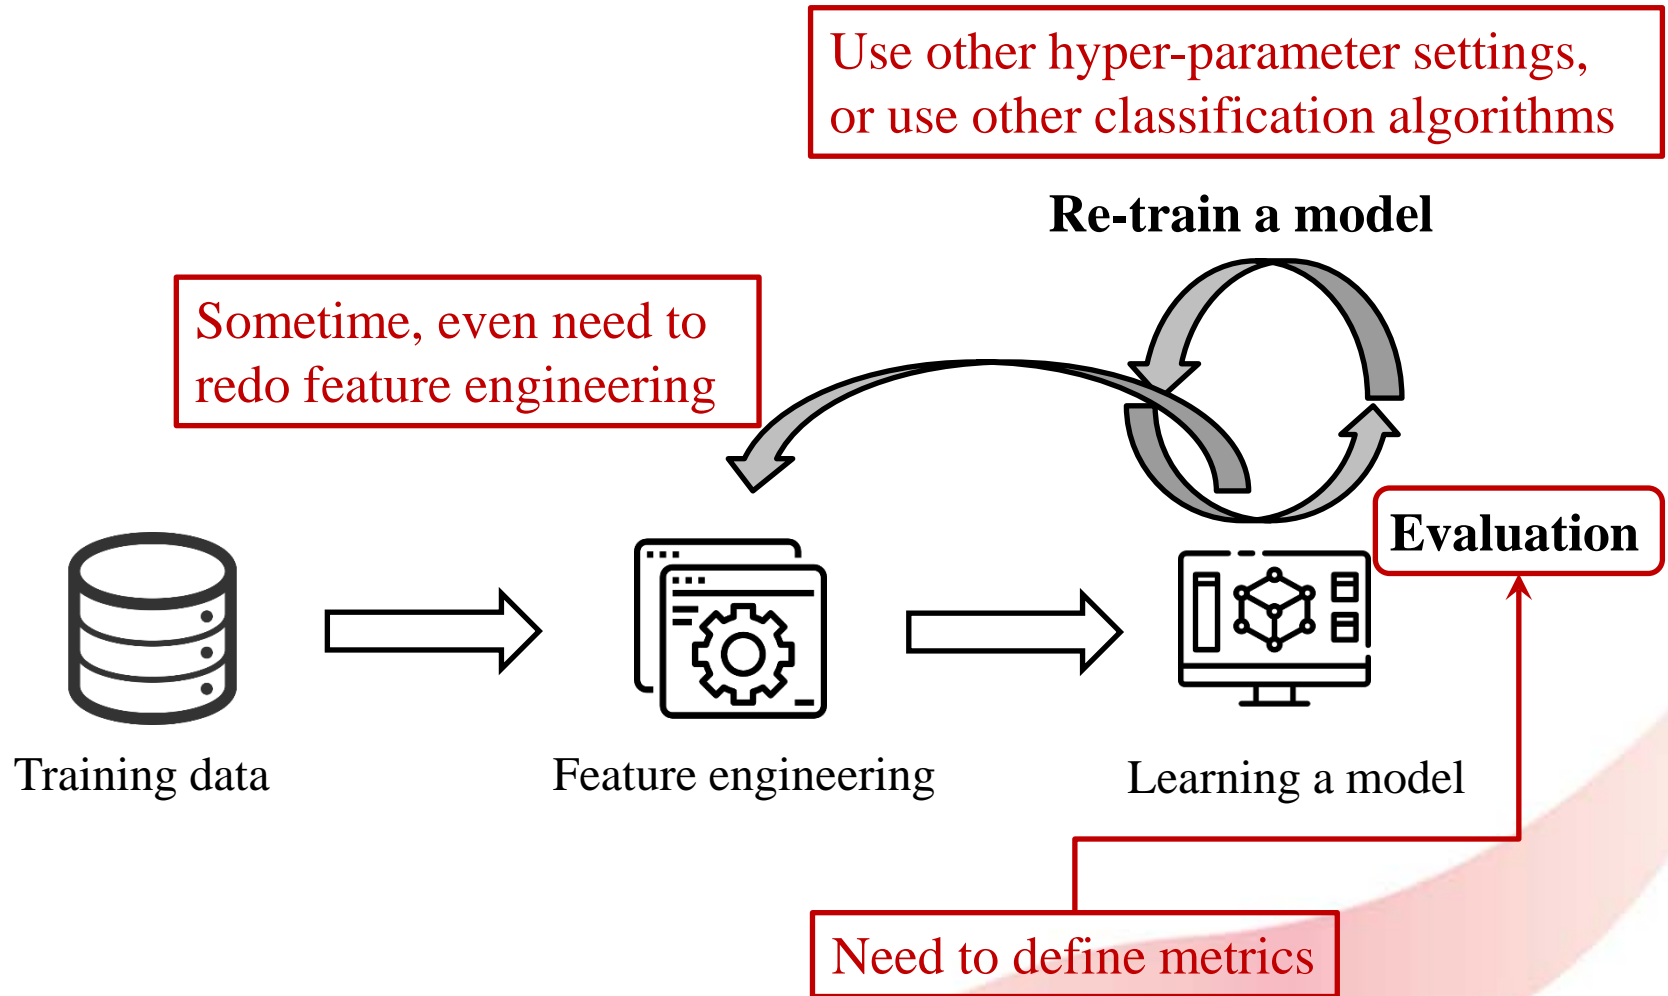 Use other hyper-parameter settings,
or use other classification algorithms
Re-train a model
Sometime, even need to
redo feature engineering
Evaluation
Training data
Feature engineering
Learning a model
Need to define metrics